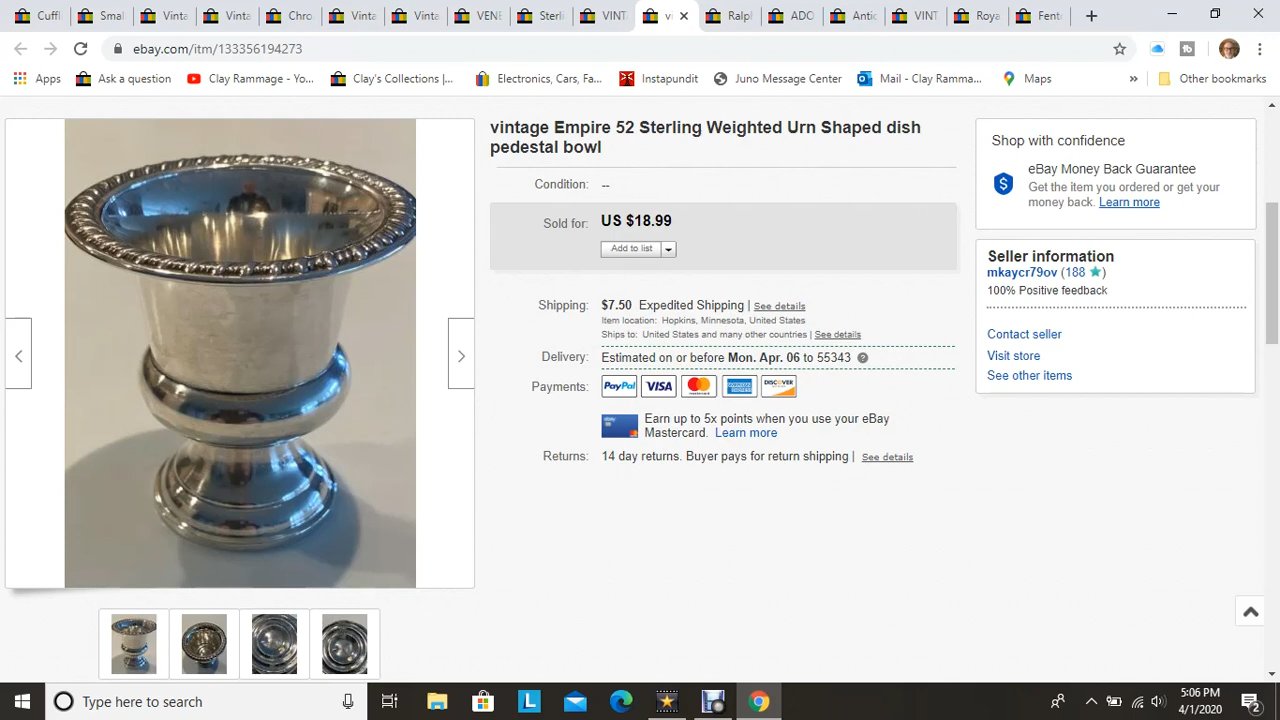 Cuffl
Smal
Vinta
Vinta
Chro
Vinta
Vinta
VENE
Sterli
VINT
vi
Ralpl
ADO
Antic
VINT
Roya
Fent
ebay.com/itm/133356194273
Apps
Ask a question
Clay Rammage - Yo...
Clay's Collections |...
Electronics, Cars, Fa...
Instapundit
Juno Message Center
Mail - Clay Ramma...
Maps
»
Other bookmarks
vintage Empire 52 Sterling Weighted Urn Shaped dish
pedestal bowl
Condition: --
Sold for: US $18.99
Add to list
Shipping: $7.50 Expedited Shipping | See details
Item location: Hopkins, Minnesota, United States
Ships to: United States and many other countries | See details
Delivery: Estimated on or before Mon. Apr. 06 to 55343 ?
Payments: PayPal VISA MasterCard AMERICAN EXPRESS DISCOVER
Earn up to 5x points when you use your eBay
Mastercard. Learn more
Returns: 14 day returns. Buyer pays for return shipping | See details
Shop with confidence
eBay Money Back Guarantee
Get the item you ordered or get your
money back. Learn more
Seller information
mkaycr79ov (188 ★)
100% Positive feedback
Contact seller
Visit store
See other items
Type here to search
5:06 PM
4/1/2020
2